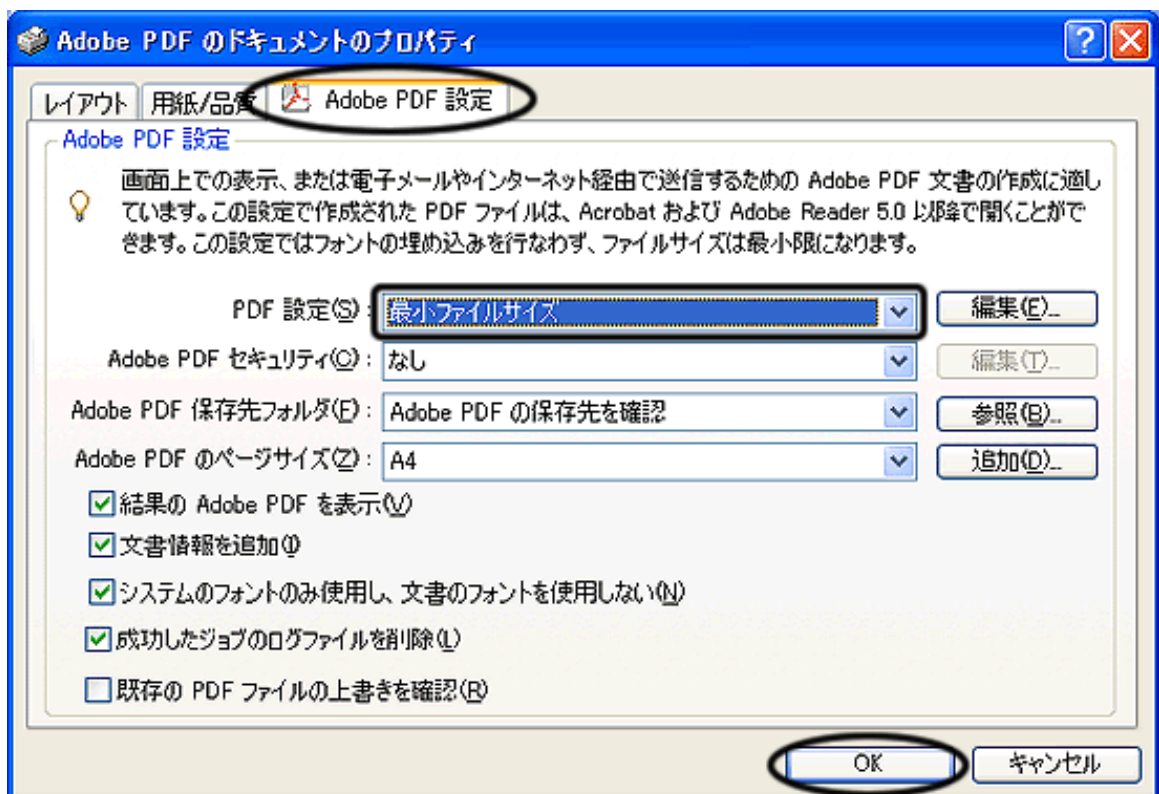 Adobe PDF のドキュメントのプロパティ
レイアウト 用紙/品質 Adobe PDF 設定
Adobe PDF 設定
画面上での表示、または電子メールやインターネット経由で送信するための Adobe PDF 文書の作成に適し
ています。この設定で作成された PDF ファイルは、Acrobat および Adobe Reader 5.0 以降で開くことがで
きます。この設定ではフォントの埋め込みを行なわず、ファイルサイズは最小限になります。
PDF 設定(S): 最小ファイルサイズ 編集(E)...
Adobe PDF セキュリティ(C): なし 編集(T)...
Adobe PDF 保存先フォルダ(F): Adobe PDF の保存先を確認 参照(B)...
Adobe PDF のページサイズ(Z): A4 追加(D)...
結果の Adobe PDF を表示(V)
文書情報を追加(I)
システムのフォントのみ使用し、文書のフォントを使用しない(N)
成功したジョブのログファイルを削除(L)
既存の PDF ファイルの上書きを確認(R)
OK キャンセル